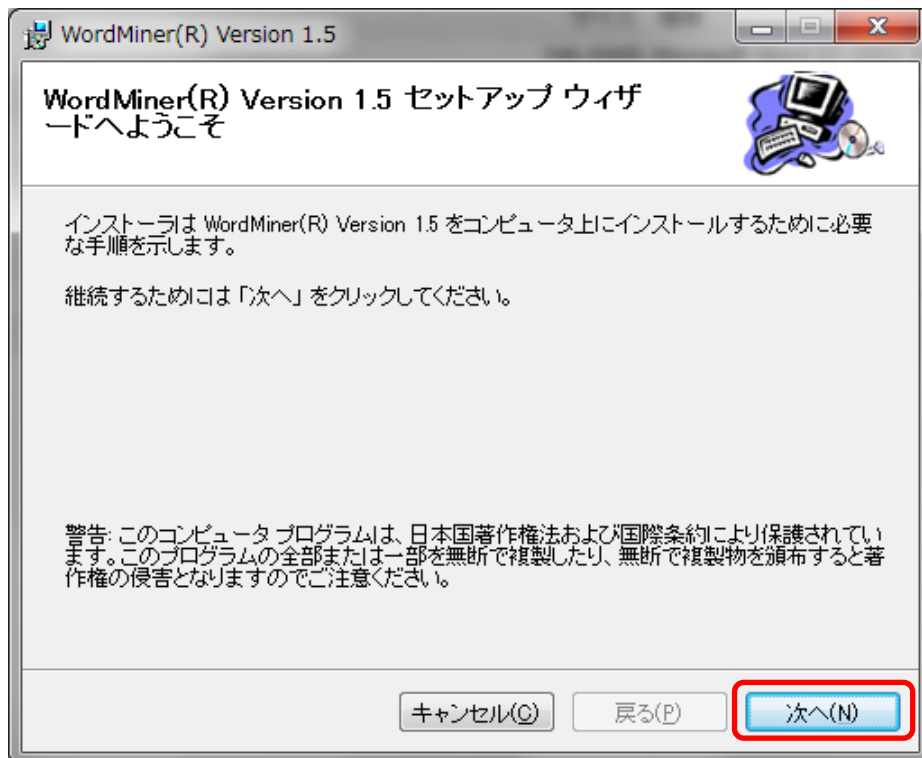 WordMiner(R) Version 1.5
WordMiner(R) Version 1.5 セットアップ ウィザ
ードへようこそ
インストーラは WordMiner(R) Version 1.5 をコンピュータ上にインストールするために必要
な手順を示します。
継続するためには「次へ」をクリックしてください。
警告: このコンピュータ プログラムは、日本国著作権法および国際条約により保護されてい
ます。このプログラムの全部または一部を無断で複製したり、無断で複製物を頒布すると著
作権の侵害となりますのでご注意ください。
キャンセル(C) 戻る(P) 次へ(N)